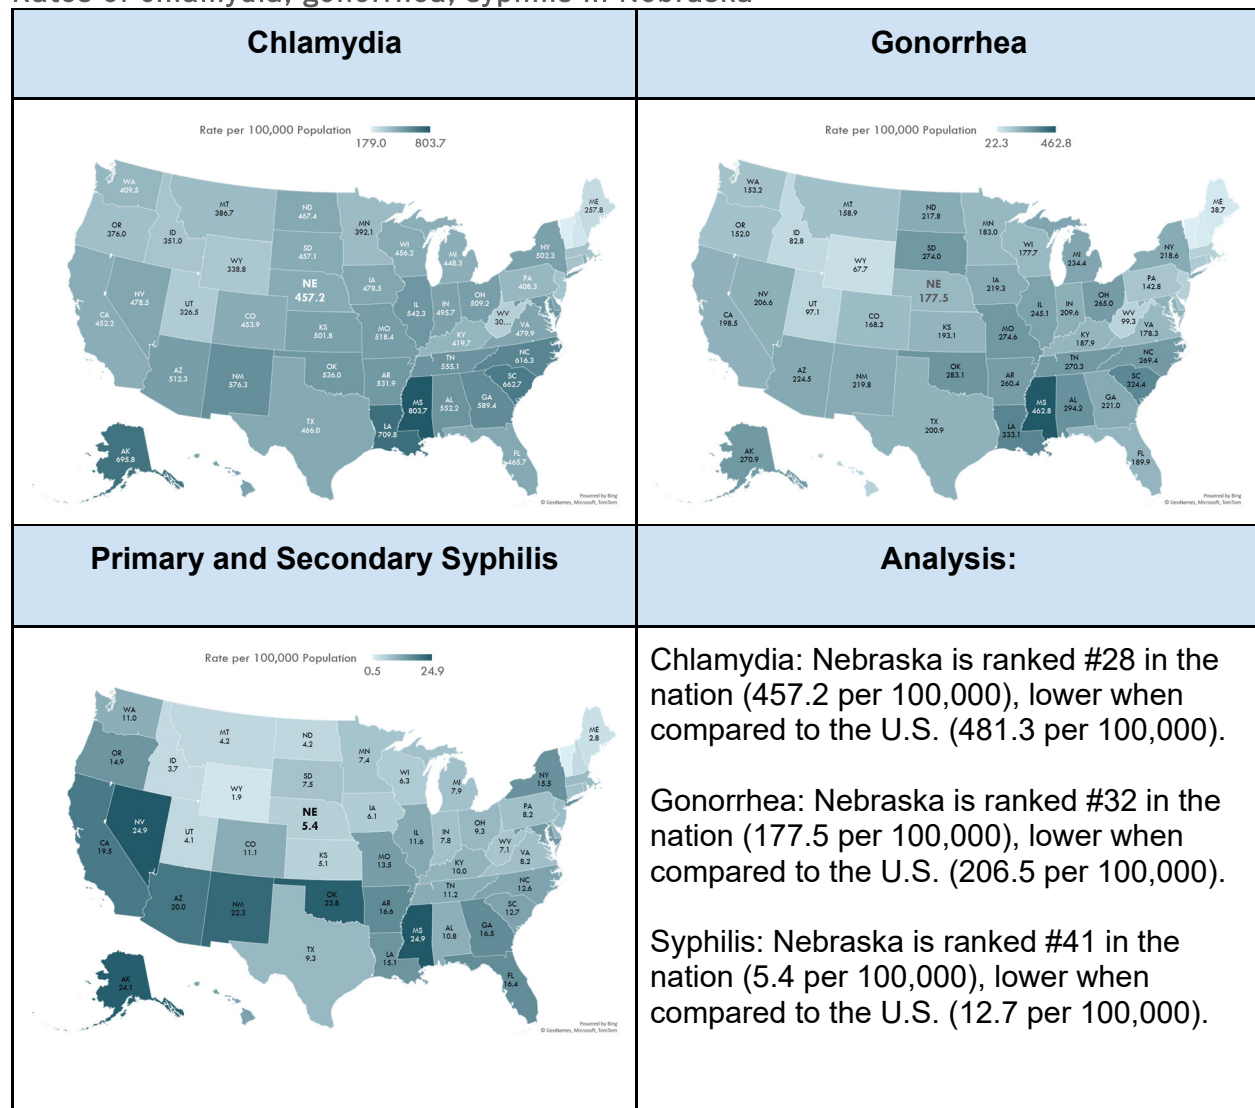 Rates of chlamydia, gonorrhea, syphilis in Nebraska
Chlamydia
Gonorrhea
Rate per 100,000 Population
179.0 803.7
WA
409.5
OR
376.0
ID
351.0
MT
386.7
WY
338.8
NV
478.5
UT
326.5
CA
452.2
AZ
512.3
CO
453.9
NM
576.3
ND
467.4
SD
457.1
NE
457.2
KS
501.8
OK
536.0
TX
466.0
MN
392.1
IA
478.5
MO
518.4
AR
531.9
LA
709.8
WI
456.2
IL
542.3
MI
448.3
IN
495.7
OH
509.2
KY
419.7
TN
555.1
MS
803.7
AL
552.2
GA
589.4
FL
465.7
SC
662.7
NC
616.3
VA
479.9
WV
30...
PA
408.3
NY
502.3
ME
257.8
AK
695.8
Powered by Bing
© GeoNames, Microsoft, TomTom
Rate per 100,000 Population
22.3 462.8
WA
153.2
OR
152.0
ID
82.8
MT
158.9
WY
67.7
NV
206.6
UT
97.1
CA
198.5
AZ
224.5
CO
168.2
NM
219.8
ND
217.8
SD
274.0
NE
177.5
KS
193.1
OK
283.1
TX
200.9
MN
183.0
IA
219.3
MO
274.6
AR
260.4
LA
333.1
WI
177.7
IL
245.1
MI
234.4
IN
209.6
OH
265.0
KY
187.9
TN
270.3
MS
462.8
AL
294.2
GA
221.0
FL
189.9
SC
324.4
NC
269.4
VA
178.3
WV
99.3
PA
142.8
NY
218.6
ME
38.7
AK
270.9
Powered by Bing
© GeoNames, Microsoft, TomTom
Primary and Secondary Syphilis
Analysis:
Rate per 100,000 Population
0.5 24.9
WA
11.0
OR
14.9
ID
3.7
MT
4.2
WY
1.9
NV
24.9
UT
4.1
CA
19.5
AZ
20.0
CO
11.1
NM
22.3
ND
4.2
SD
7.5
NE
5.4
KS
5.1
OK
23.8
TX
9.3
MN
7.4
IA
6.1
MO
13.5
AR
16.6
LA
15.1
WI
6.3
IL
11.6
MI
7.9
IN
7.8
OH
9.3
KY
10.0
TN
11.2
MS
24.9
AL
10.8
GA
16.5
FL
16.4
SC
12.7
NC
12.6
VA
8.2
WV
7.1
PA
8.2
NY
15.5
ME
2.8
AK
24.1
Powered by Bing
© GeoNames, Microsoft, TomTom
Chlamydia: Nebraska is ranked #28 in the
nation (457.2 per 100,000), lower when
compared to the U.S. (481.3 per 100,000).
Gonorrhea: Nebraska is ranked #32 in the
nation (177.5 per 100,000), lower when
compared to the U.S. (206.5 per 100,000).
Syphilis: Nebraska is ranked #41 in the
nation (5.4 per 100,000), lower when
compared to the U.S. (12.7 per 100,000).